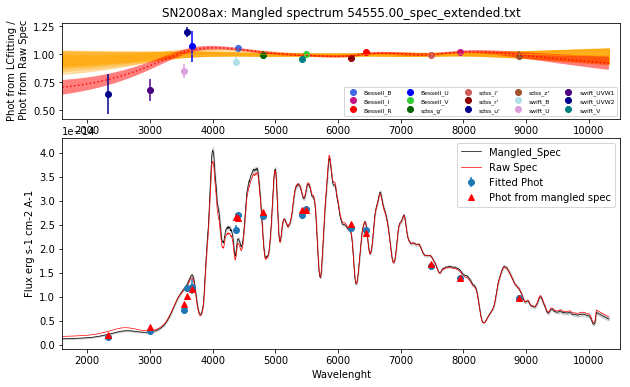 SN2008ax: Mangled spectrum 54555.00_spec_extended.txt
Phot from LCfitting /
Phot from Raw Spec
1.25
1.00
0.75
0.50
Bessell_B Bessell_U sdss_i' sdss_z' swift_UVW1
Bessell_I Bessell_V sdss_r' swift_B swift_UVW2
Bessell_R sdss_g' sdss_u' swift_U swift_V
2000 3000 4000 5000 6000 7000 8000 9000 10000
1e−14
Flux erg s-1 cm-2 A-1
4.0
3.5
3.0
2.5
2.0
1.5
1.0
0.5
0.0
Mangled_Spec
Raw Spec
Fitted Phot
Phot from mangled spec
2000 3000 4000 5000 6000 7000 8000 9000 10000
Wavelenght